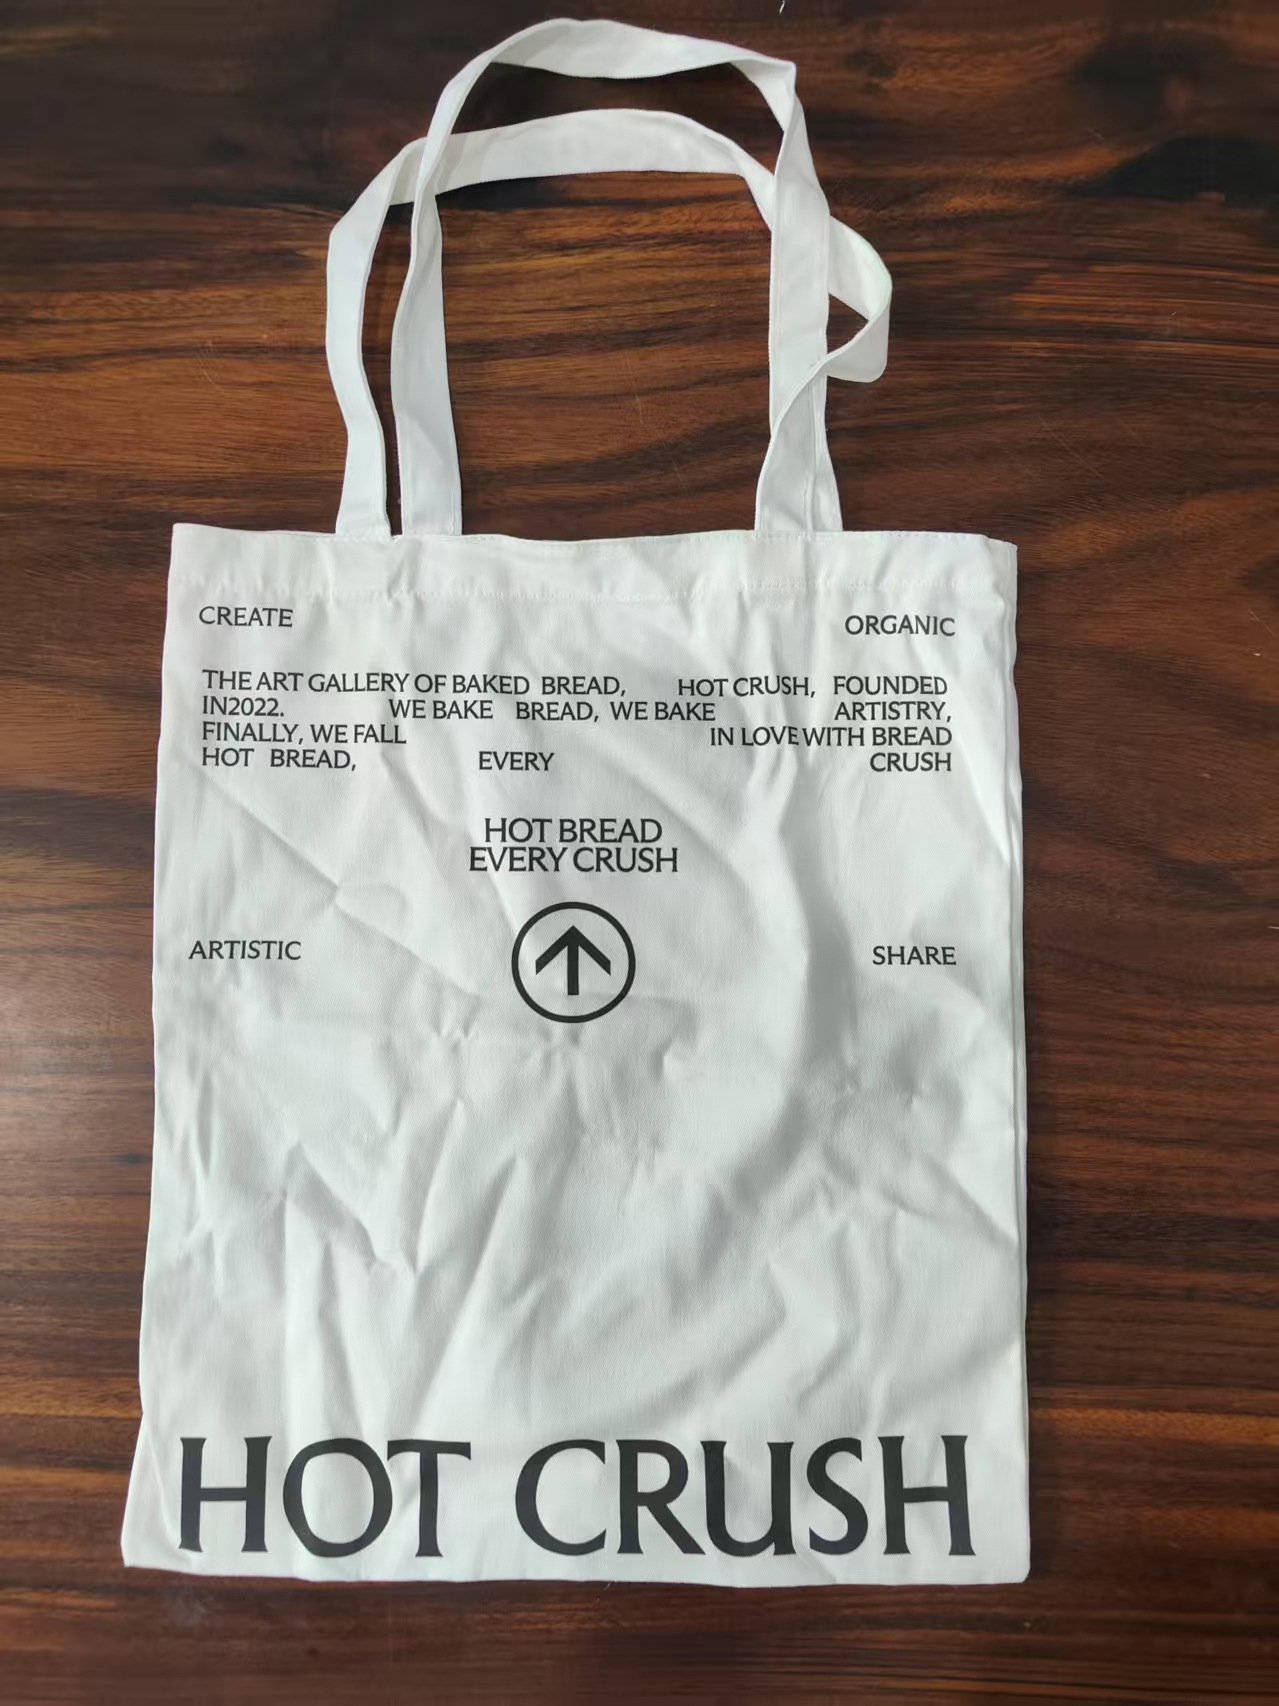 CREATE
ORGANIC
THE ART GALLERY OF BAKED BREAD, HOT CRUSH, FOUNDED
IN2022. WE BAKE BREAD, WE BAKE ARTISTRY,
FINALLY, WE FALL IN LOVE WITH BREAD
HOT BREAD, EVERY CRUSH
HOT BREAD
EVERY CRUSH
ARTISTIC
SHARE
HOT CRUSH